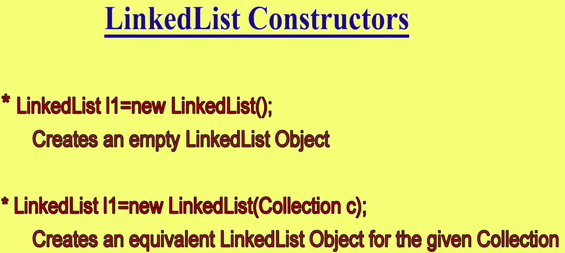 LinkedList Constructors
* LinkedList l1=new LinkedList();
Creates an empty LinkedList Object
* LinkedList l1=new LinkedList(Collection c);
Creates an equivalent LinkedList Object for the given Collection